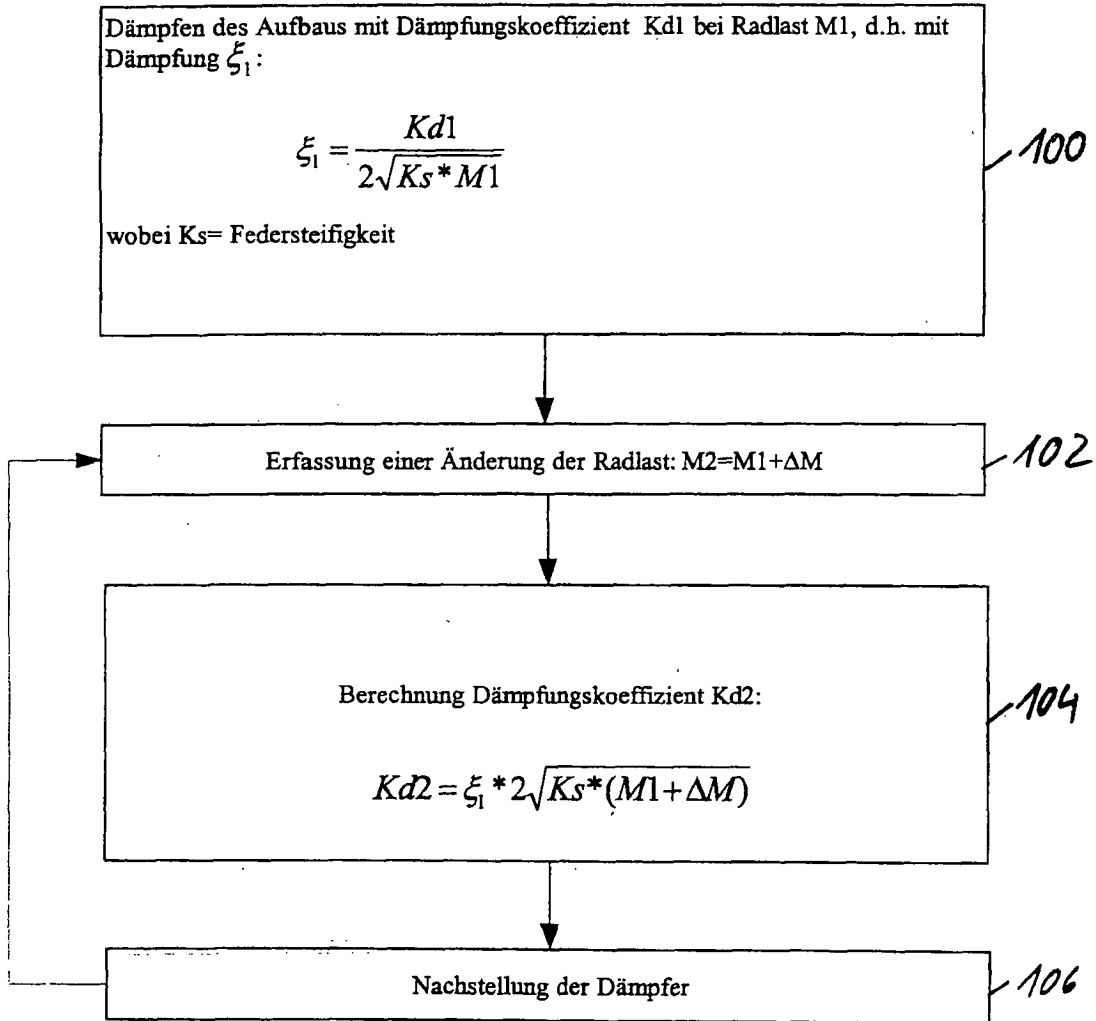 Dämpfen des Aufbaus mit Dämpfungskoeffizient Kd1 bei Radlast M1, d.h. mit
Dämpfung ξ₁:
ξ₁ = Kd1 / 2√(Ks*M1)
100
wobei Ks= Federsteifigkeit
Erfassung einer Änderung der Radlast: M2=M1+ΔM
102
Berechnung Dämpfungskoeffizient Kd2:
104
Kd2 = ξ₁ * 2√(Ks*(M1+ΔM))
Nachstellung der Dämpfer
106